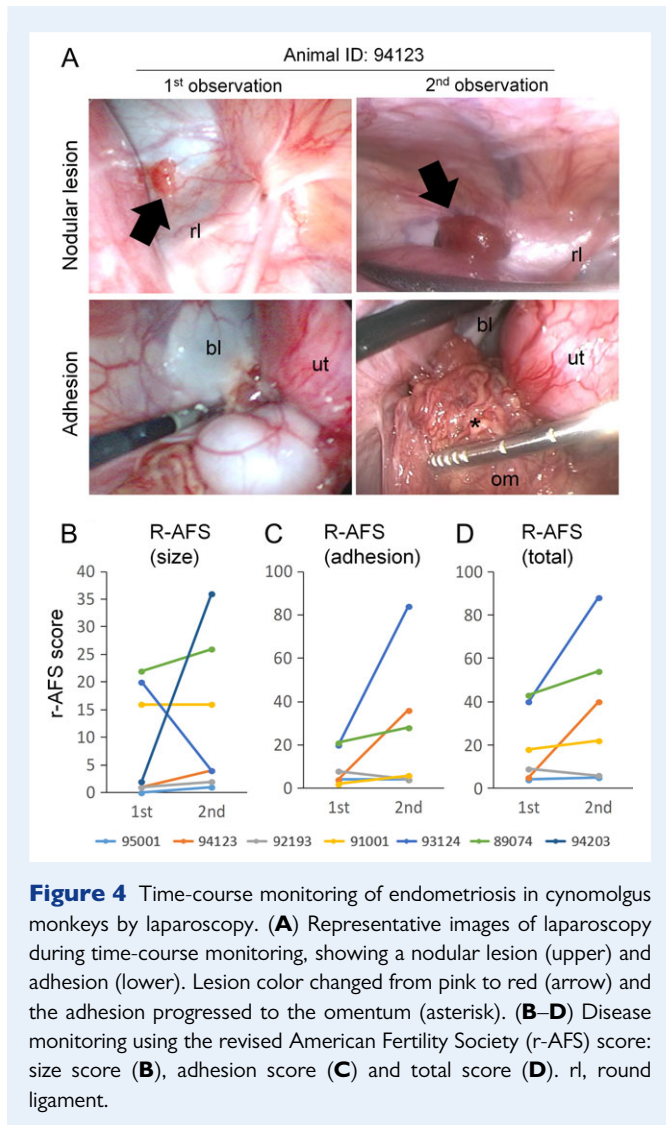 A
Animal ID: 94123
1st observation
2nd observation
Nodular lesion
rl
rl
Adhesion
bl
ut
bl
ut
*
om
B
R-AFS
(size)
C
R-AFS
(adhesion)
D
R-AFS
(total)
r-AFS score
40
35
30
25
20
15
10
5
0
1st
2nd
100
80
60
40
20
0
1st
2nd
100
80
60
40
20
0
1st
2nd
95001 94123 92193 91001 93124 89074 94203
Figure 4 Time-course monitoring of endometriosis in cynomolgus
monkeys by laparoscopy. (A) Representative images of laparoscopy
during time-course monitoring, showing a nodular lesion (upper) and
adhesion (lower). Lesion color changed from pink to red (arrow) and
the adhesion progressed to the omentum (asterisk). (B–D) Disease
monitoring using the revised American Fertility Society (r-AFS) score:
size score (B), adhesion score (C) and total score (D). rl, round
ligament.